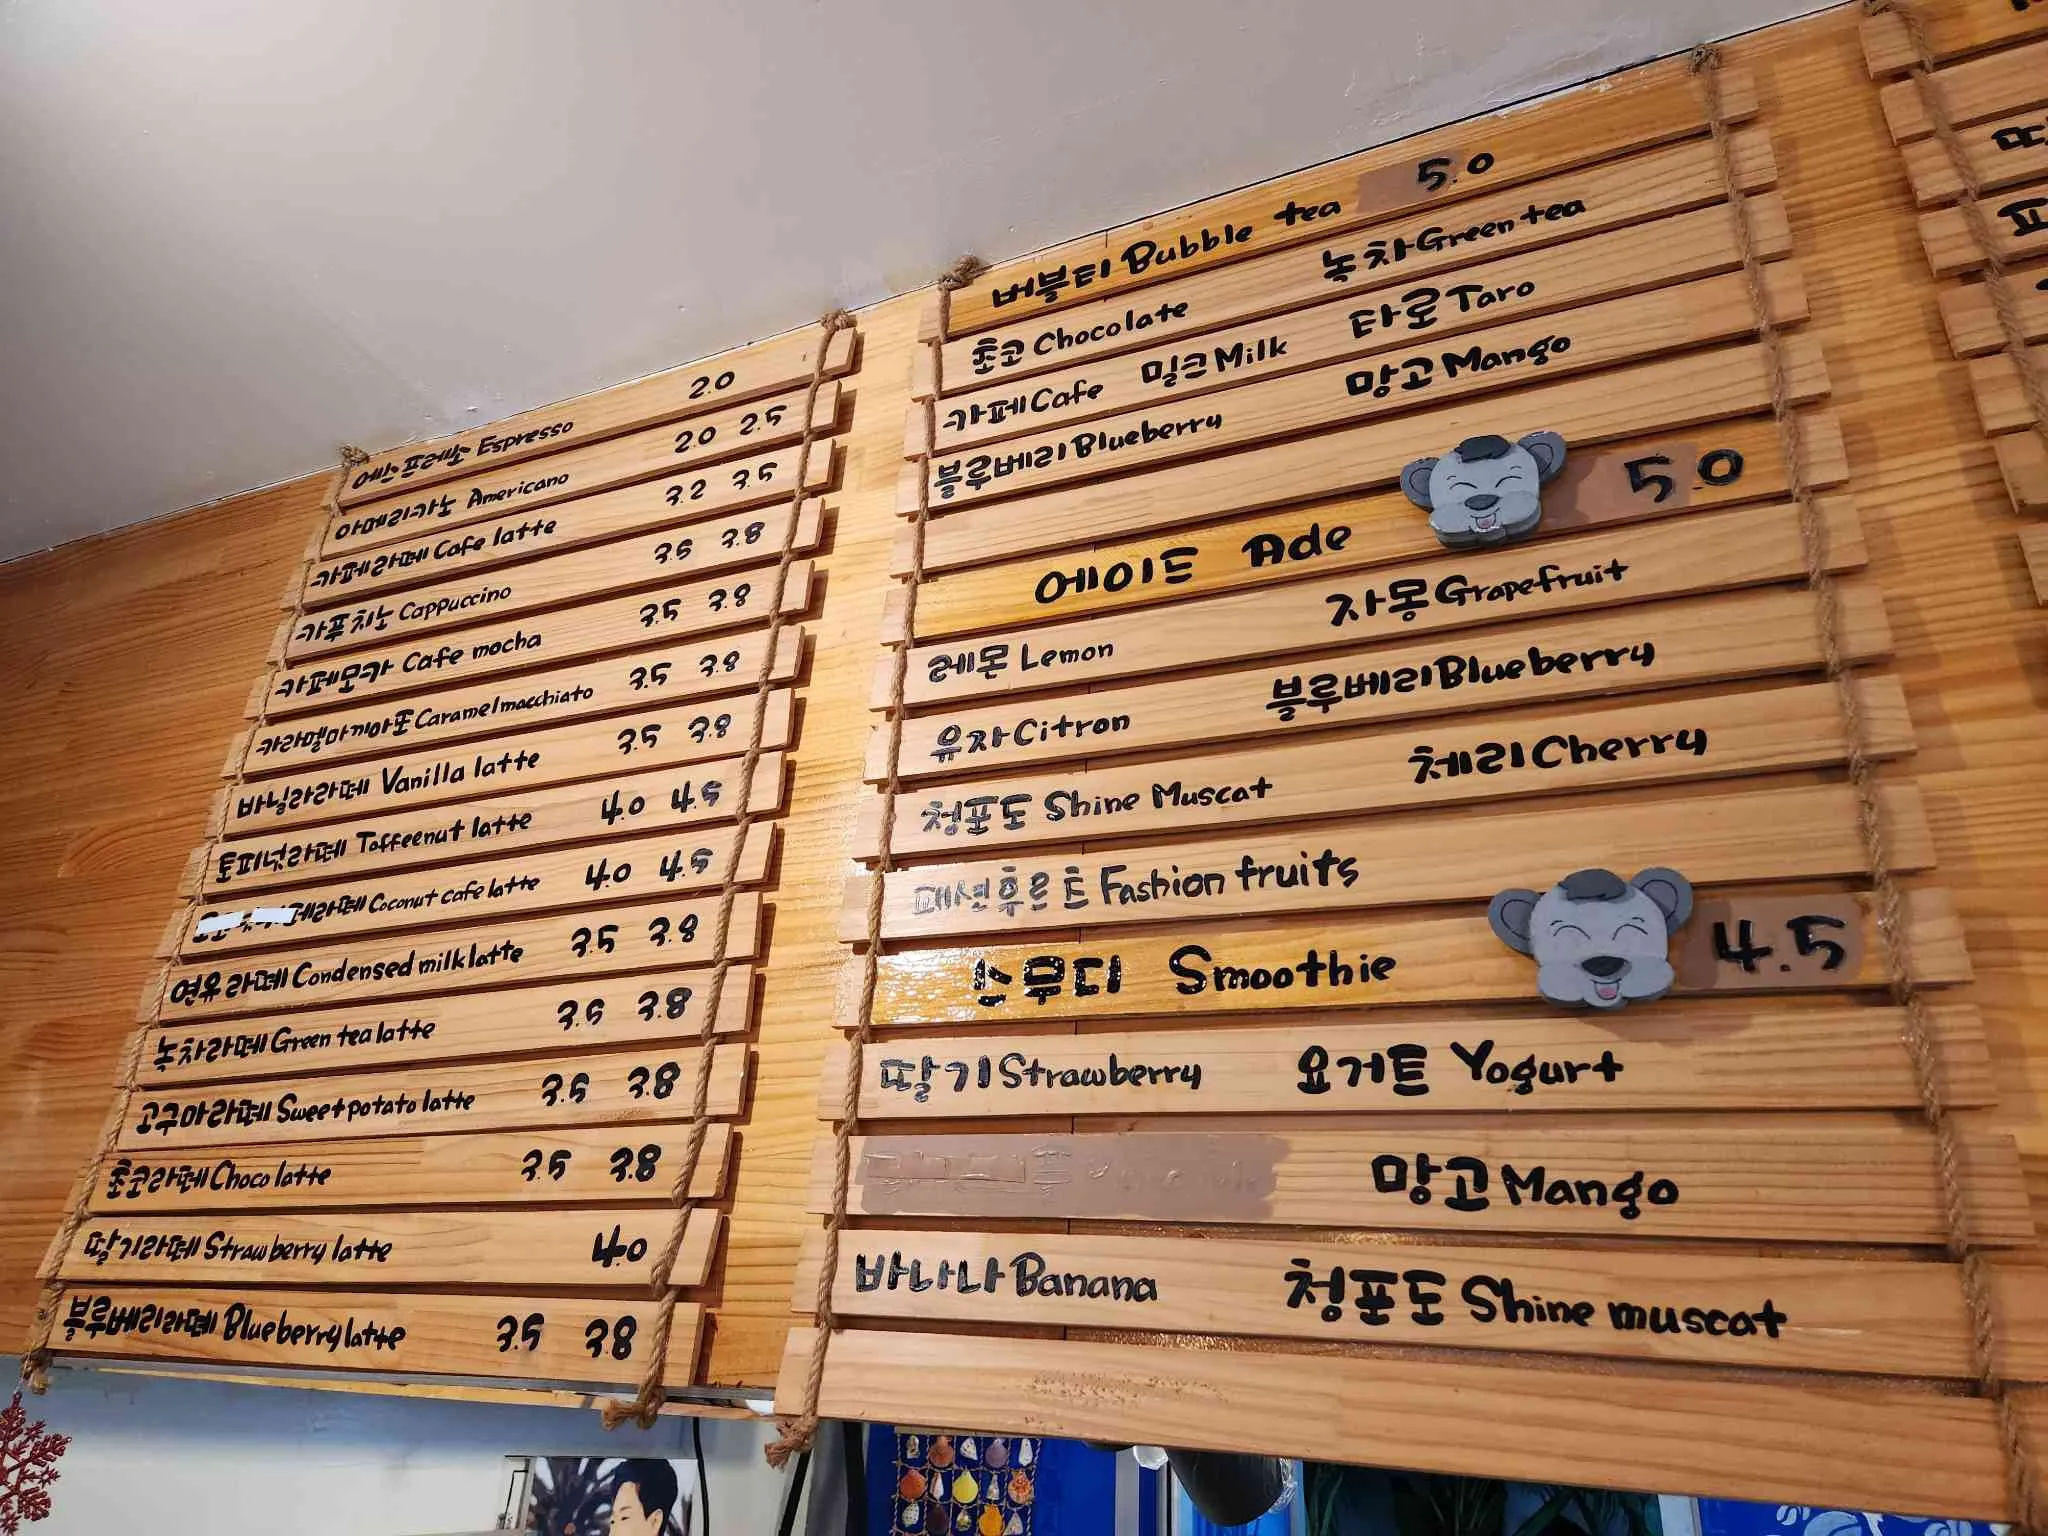 에스프레소 Espresso 2.0
아메리카노 Americano 2.0 2.5
카페라떼 Cafe latte 3.2 3.5
카푸치노 Cappuccino 3.5 3.8
카페모카 Cafe mocha 3.5 3.8
카라멜마끼아또 Caramel macchiato 3.5 3.8
바닐라라떼 Vanilla latte 3.5 3.8
토피넛라떼 Toffeenut latte 4.0 4.5
페라떼 Coconut cafe latte 4.0 4.5
연유라떼 Condensed milk latte 3.5 3.8
녹차라떼 Green tea latte 3.5 3.8
고구마라떼 Sweet potato latte 3.5 3.8
초코라떼 Choco latte 3.5 3.8
딸기라떼 Strawberry latte 4.0
블루베리라떼 Blueberry latte 3.5 3.8
버블티 Bubble tea 5.0
초코 Chocolate 녹차 Green tea
카페 Cafe 밀크 Milk 타로 Taro
블루베리 Blueberry 망고 Mango
에이드 Ade 5.0
레몬 Lemon 자몽 Grapefruit
유자 Citron 블루베리 Blueberry
청포도 Shine Muscat 체리 Cherry
패션후르츠 Fashion fruits
스무디 Smoothie 4.5
딸기 Strawberry 요거트 Yogurt
망고 Mango
바나나 Banana 청포도 Shine muscat